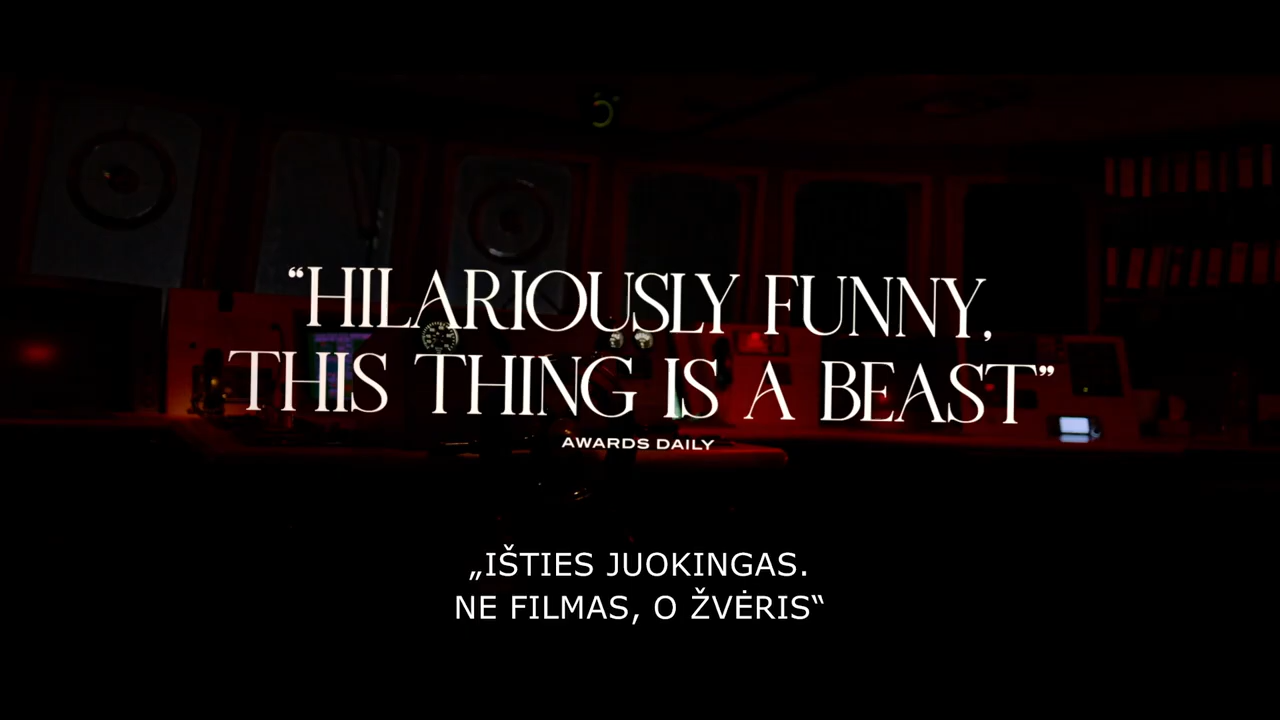 “HILARIOUSLY FUNNY,
THIS THING IS A BEAST”
AWARDS DAILY
„IŠTIES JUOKINGAS.
NE FILMAS, O ŽVĖRIS“